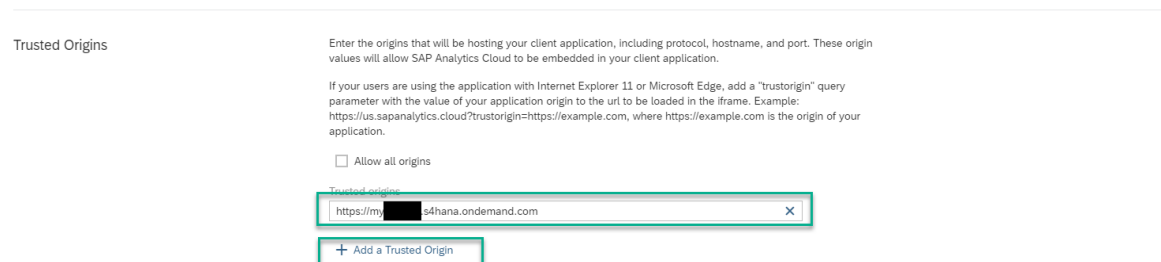 Trusted Origins
Enter the origins that will be hosting your client application, including protocol, hostname, and port. These origin
values will allow SAP Analytics Cloud to be embedded in your client application.
If your users are using the application with Internet Explorer 11 or Microsoft Edge, add a "trustorigin" query
parameter with the value of your application origin to the url to be loaded in the iframe. Example:
https://us.sapanalytics.cloud?trustorigin=https://example.com, where https://example.com is the origin of your
application.
Allow all origins
Trusted origins
https://my .s4hana.ondemand.com
+ Add a Trusted Origin